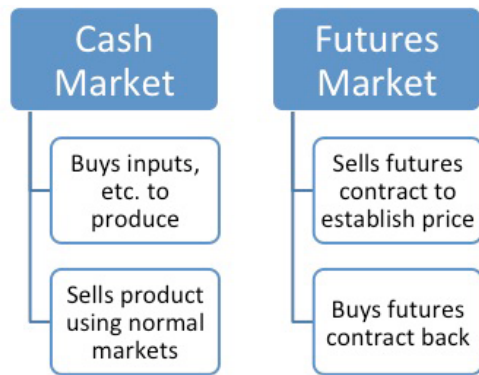 Cash
Market
Buys inputs,
etc. to
produce
Sells product
using normal
markets
Futures
Market
Sells futures
contract to
establish price
Buys futures
contract back